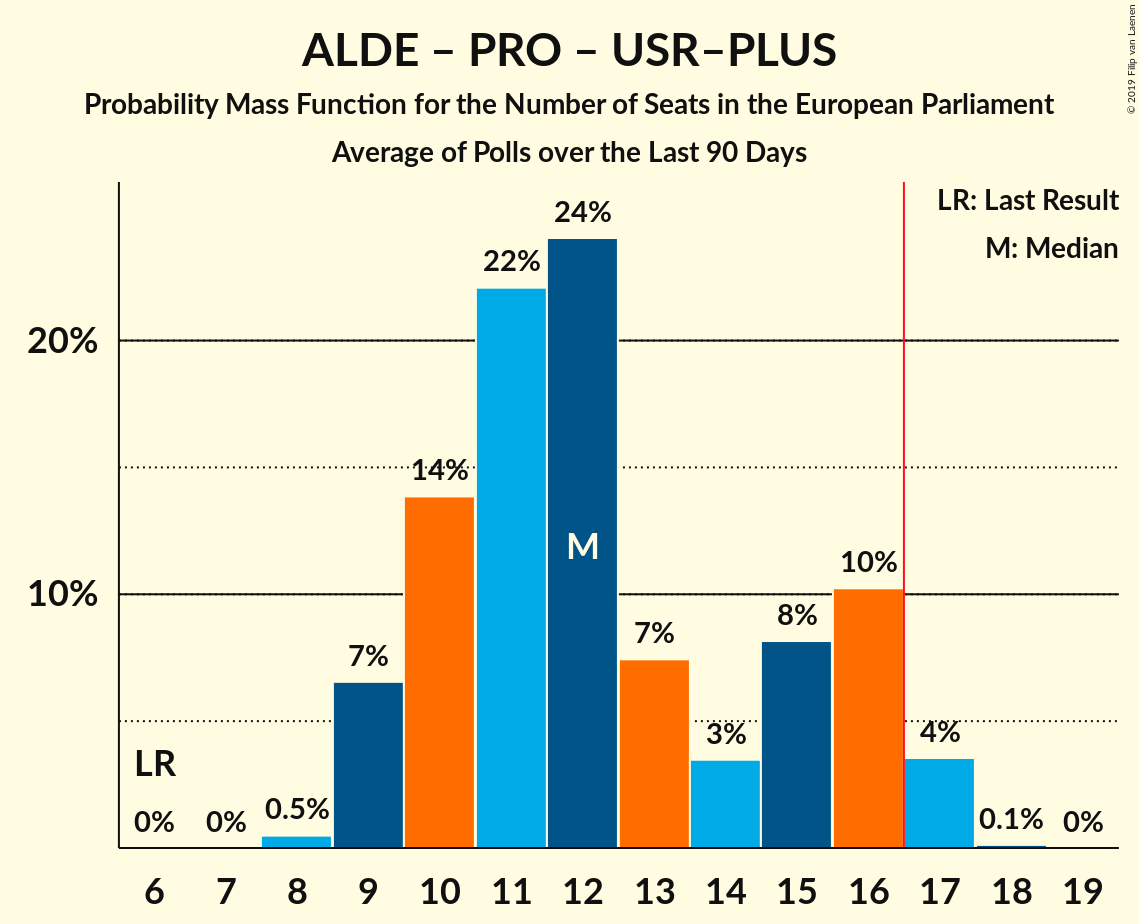 ALDE – PRO – USR–PLUS
Probability Mass Function for the Number of Seats in the European Parliament
Average of Polls over the Last 90 Days
© 2019 Filip van Laenen
LR: Last Result
M: Median
24%
22%
20%
14%
M
10%
10%
8%
7%
7%
3%
4%
LR
0%
0%
0.5%
0.1%
0%
6 7 8 9 10 11 12 13 14 15 16 17 18 19